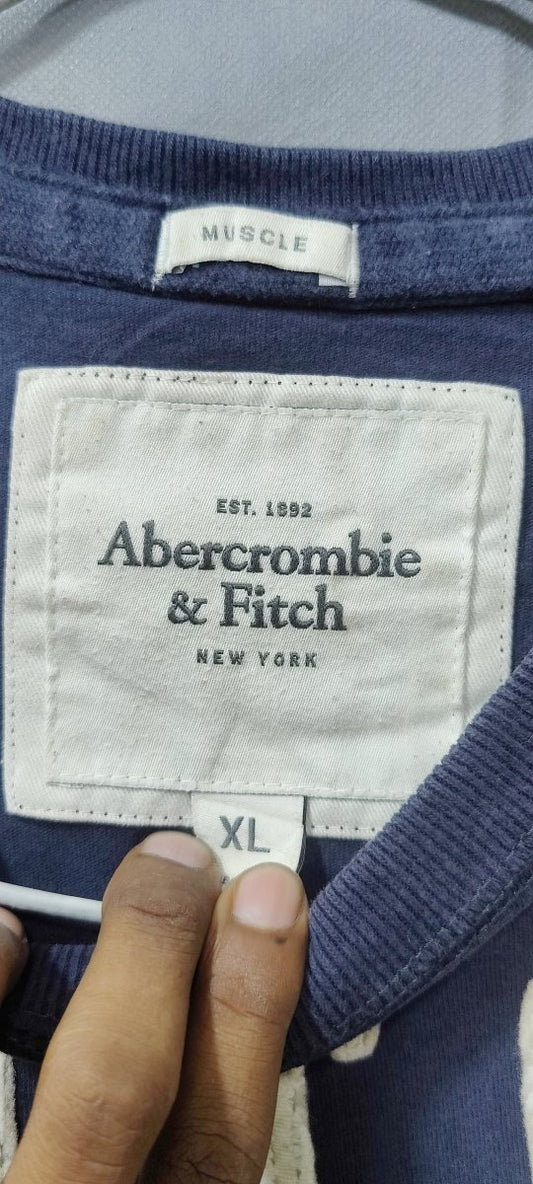 MUSCLE
EST. 1892
Abercrombie
& Fitch
NEW YORK
XL